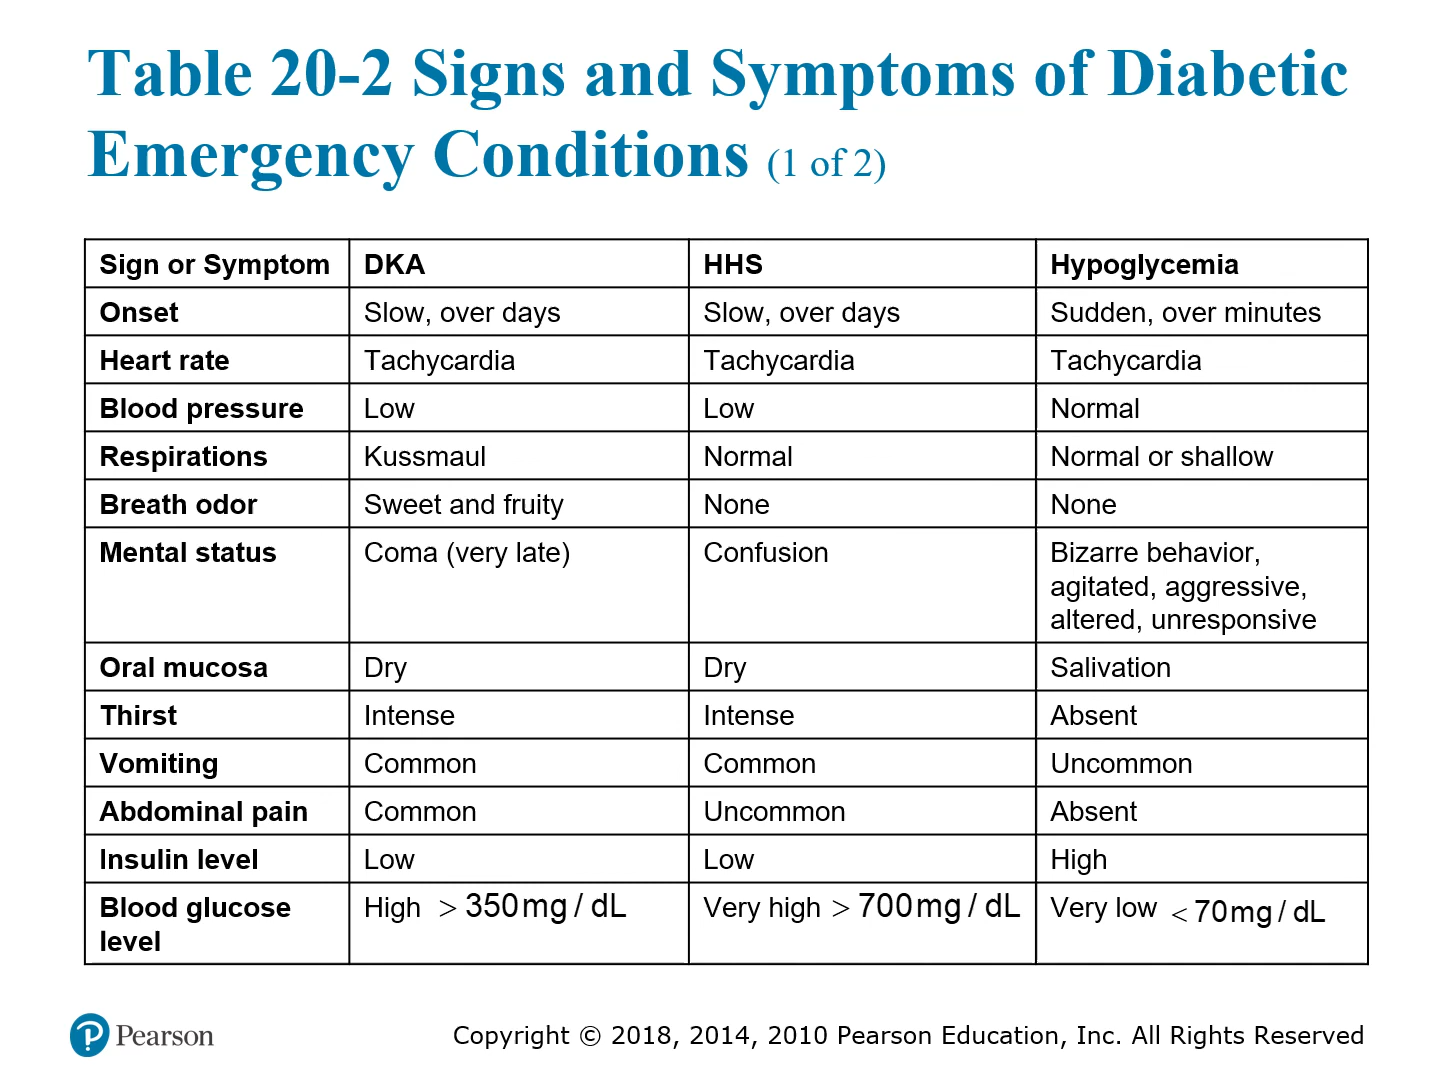 Table 20-2 Signs and Symptoms of Diabetic
Emergency Conditions (1 of 2)
Sign or Symptom DKA HHS Hypoglycemia
Onset Slow, over days Slow, over days Sudden, over minutes
Heart rate Tachycardia Tachycardia Tachycardia
Blood pressure Low Low Normal
Respirations Kussmaul Normal Normal or shallow
Breath odor Sweet and fruity None None
Mental status Coma (very late) Confusion Bizarre behavior,
agitated, aggressive,
altered, unresponsive
Oral mucosa Dry Dry Salivation
Thirst Intense Intense Absent
Vomiting Common Common Uncommon
Abdominal pain Common Uncommon Absent
Insulin level Low Low High
Blood glucose High > 350 mg / dL Very high > 700 mg / dL Very low < 70 mg / dL
level
Pearson Copyright © 2018, 2014, 2010 Pearson Education, Inc. All Rights Reserved